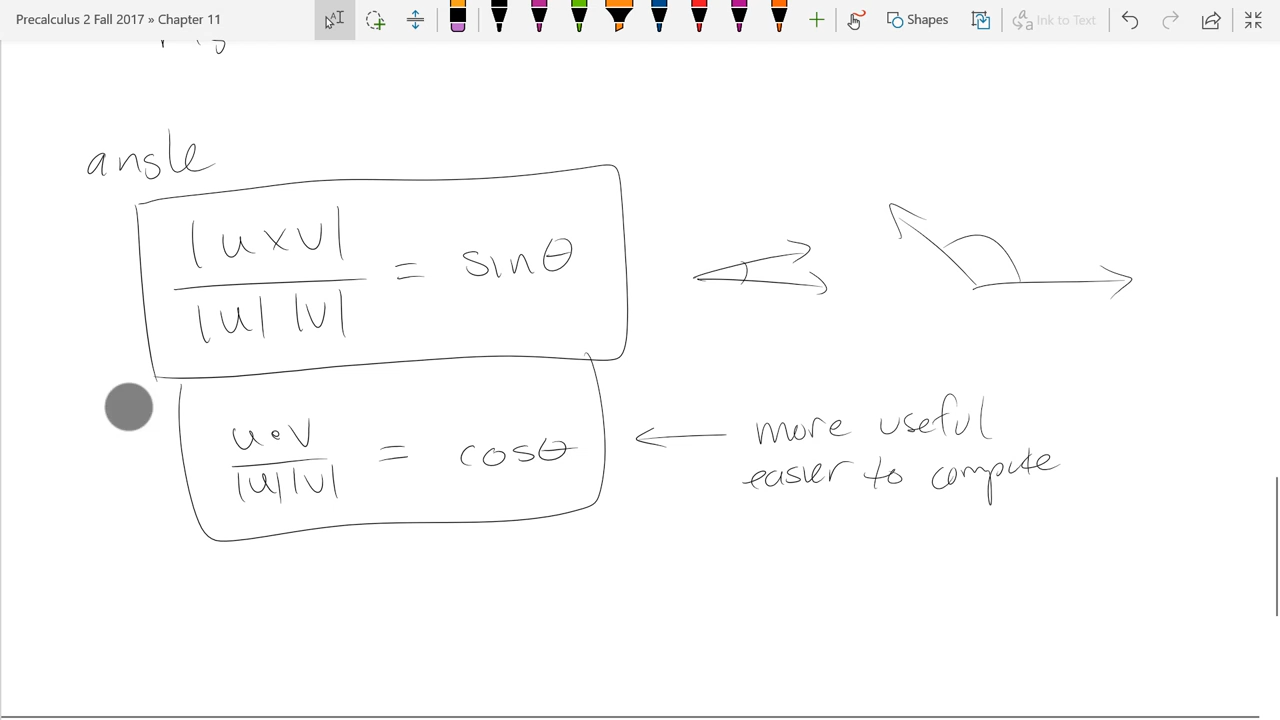 Precalculus 2 Fall 2017 » Chapter 11
Shapes
Ink to Text
angle
|u×v| / |u| |v| = sinθ
u•v / |u| |v| = cosθ
more useful
easier to compute